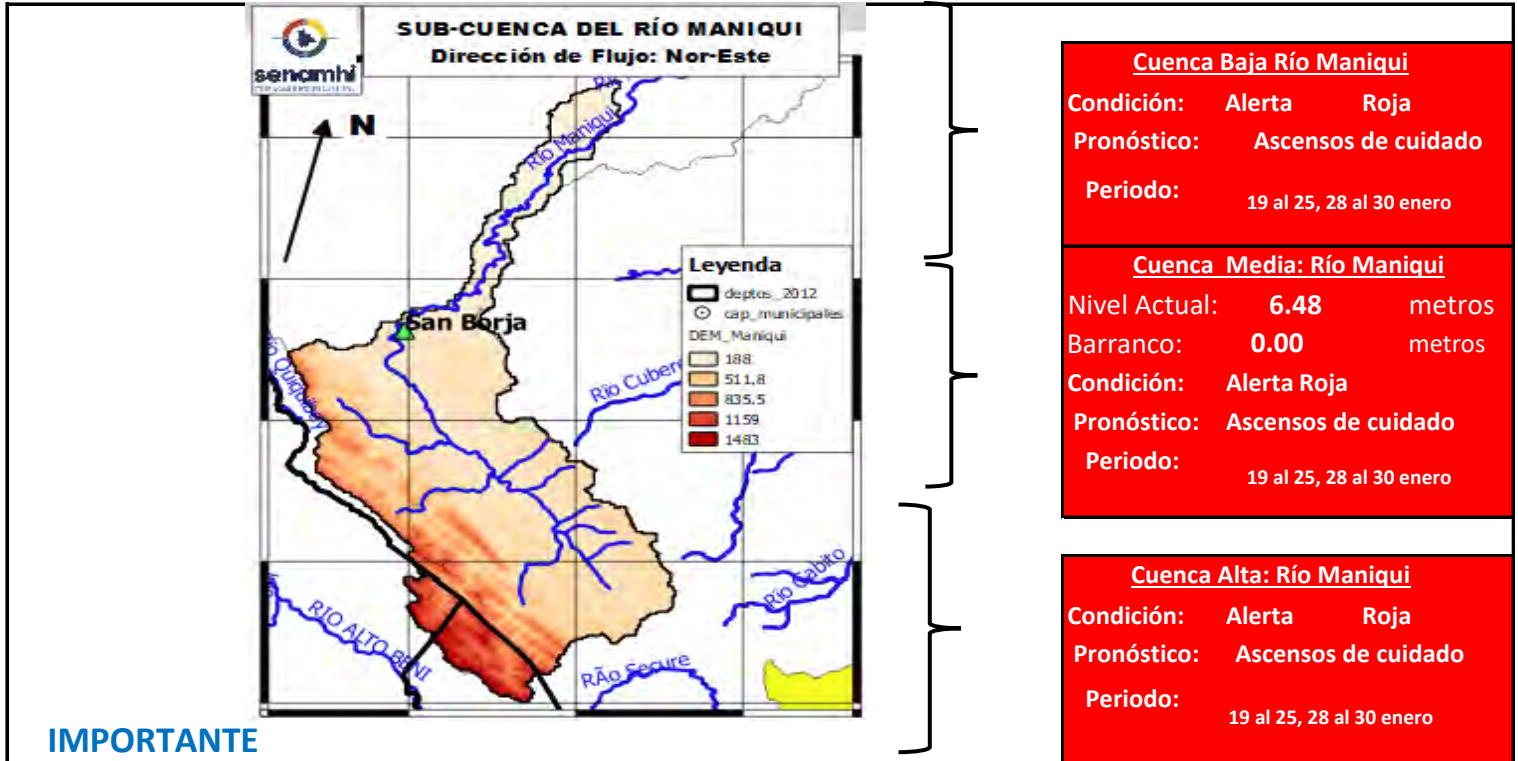 SUB-CUENCA DEL RÍO MANIQUI
Dirección de Flujo: Nor-Este
senamhi
N
Río Maniqui
San Borja
Río Quiquibey
Río Cubere
Río Cabito
RIO ALTO BENI
RÃo Secure
Leyenda
deptos_2012
cap_municipales
DEM_Maniqui
188
511.8
835.5
1159
1483
Cuenca Baja Río Maniqui
Condición: Alerta Roja
Pronóstico: Ascensos de cuidado
Periodo: 19 al 25, 28 al 30 enero
Cuenca Media: Río Maniqui
Nivel Actual: 6.48 metros
Barranco: 0.00 metros
Condición: Alerta Roja
Pronóstico: Ascensos de cuidado
Periodo: 19 al 25, 28 al 30 enero
Cuenca Alta: Río Maniqui
Condición: Alerta Roja
Pronóstico: Ascensos de cuidado
Periodo: 19 al 25, 28 al 30 enero
IMPORTANTE